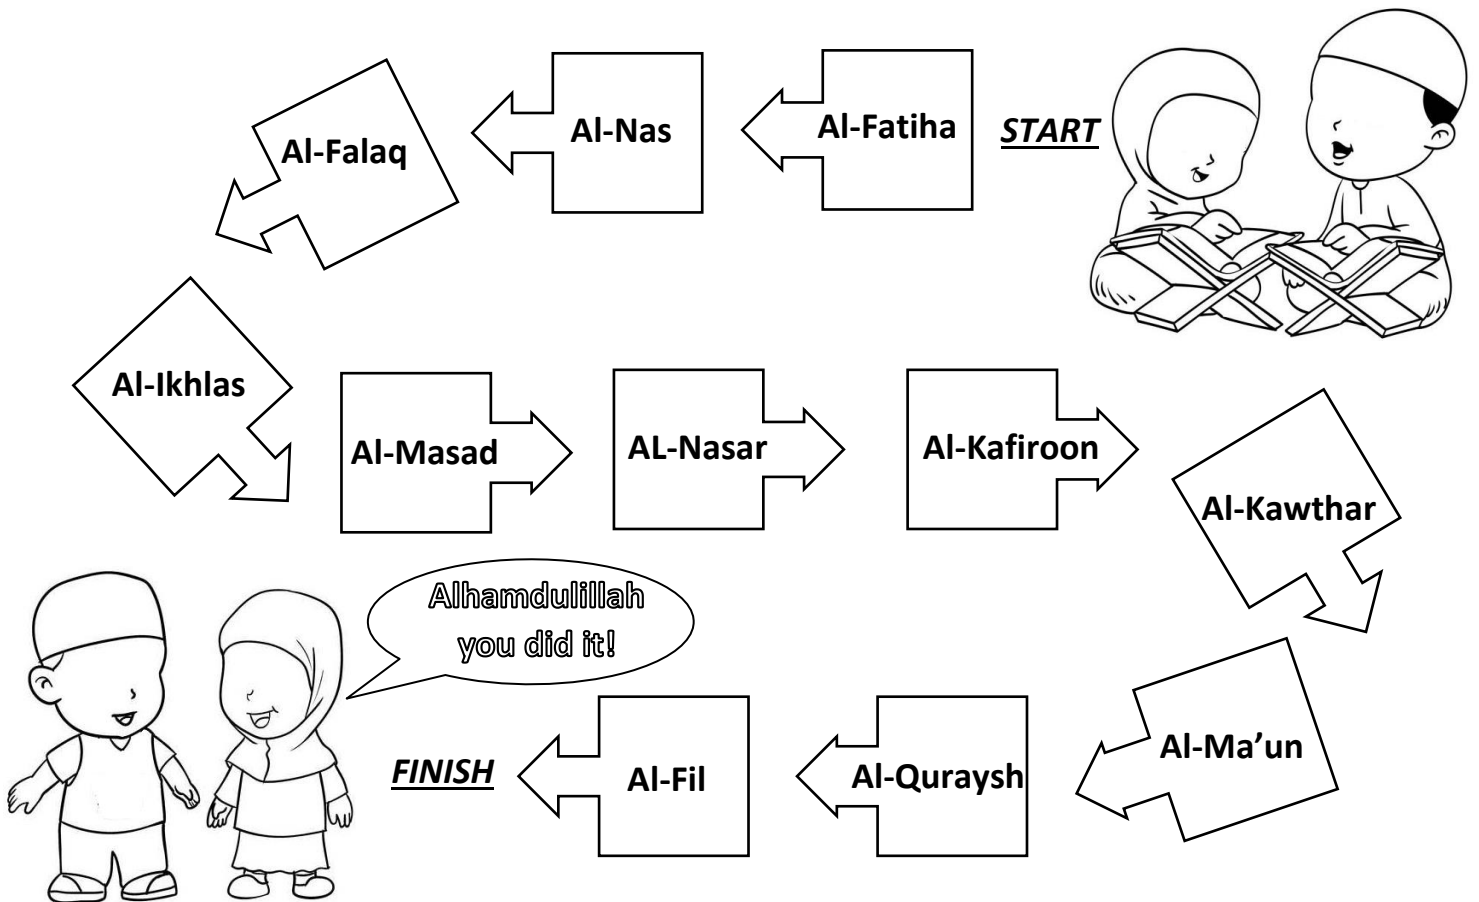 START
Al-Fatiha
Al-Nas
Al-Falaq
Al-Ikhlas
Al-Masad
AL-Nasar
Al-Kafiroon
Al-Kawthar
Al-Ma’un
Al-Quraysh
Al-Fil
FINISH
Alhamdulillah
you did it!